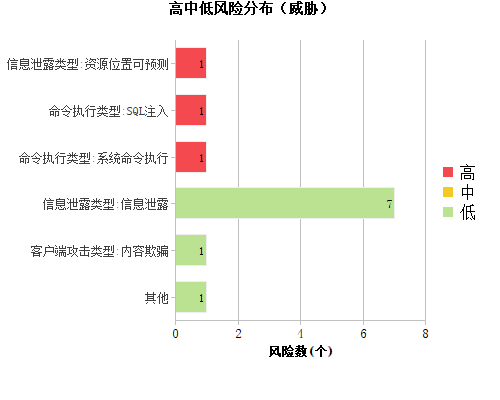 高中低风险分布（威胁）
信息泄露类型:资源位置可预测
1
命令执行类型:SQL注入
1
命令执行类型:系统命令执行
1
信息泄露类型:信息泄露
7
客户端攻击类型:内容欺骗
1
其他
1
高
中
低
0 2 4 6 8
风险数(个)